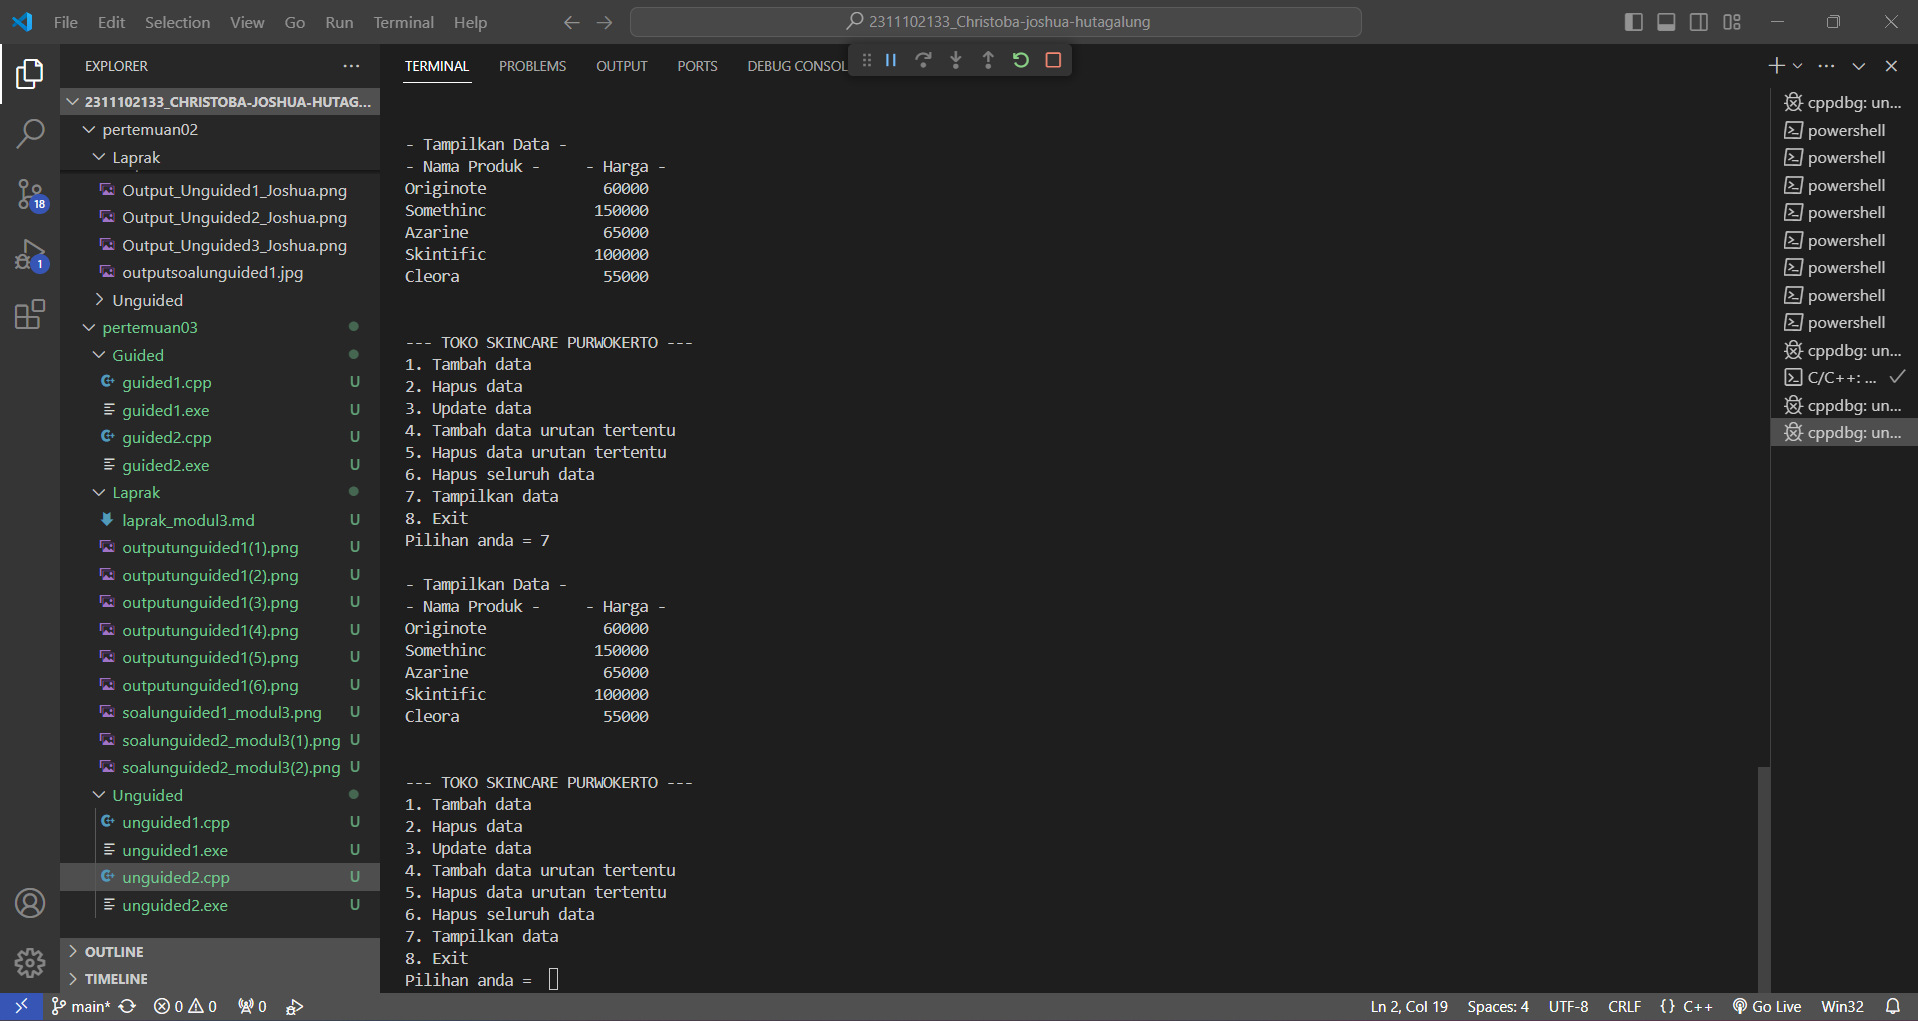 File Edit Selection View Go Run Terminal Help
2311102133_Christoba-joshua-hutagalung
EXPLORER
2311102133_CHRISTOBA-JOSHUA-HUTAG...
pertemuan02
Laprak
Output_Unguided1_Joshua.png
Output_Unguided2_Joshua.png
Output_Unguided3_Joshua.png
outputsoalunguided1.jpg
Unguided
pertemuan03
Guided
guided1.cpp U
guided1.exe U
guided2.cpp U
guided2.exe U
Laprak
laprak_modul3.md U
outputunguided1(1).png U
outputunguided1(2).png U
outputunguided1(3).png U
outputunguided1(4).png U
outputunguided1(5).png U
outputunguided1(6).png U
soalunguided1_modul3.png U
soalunguided2_modul3(1).png U
soalunguided2_modul3(2).png U
Unguided
unguided1.cpp U
unguided1.exe U
unguided2.cpp U
unguided2.exe U
OUTLINE
TIMELINE
18
1
TERMINAL PROBLEMS OUTPUT PORTS DEBUG CONSOL
- Tampilkan Data -
- Nama Produk - - Harga -
Originote 60000
Somethinc 150000
Azarine 65000
Skintific 100000
Cleora 55000
--- TOKO SKINCARE PURWOKERTO ---
1. Tambah data
2. Hapus data
3. Update data
4. Tambah data urutan tertentu
5. Hapus data urutan tertentu
6. Hapus seluruh data
7. Tampilkan data
8. Exit
Pilihan anda = 7
- Tampilkan Data -
- Nama Produk - - Harga -
Originote 60000
Somethinc 150000
Azarine 65000
Skintific 100000
Cleora 55000
--- TOKO SKINCARE PURWOKERTO ---
1. Tambah data
2. Hapus data
3. Update data
4. Tambah data urutan tertentu
5. Hapus data urutan tertentu
6. Hapus seluruh data
7. Tampilkan data
8. Exit
Pilihan anda =
cppdbg: un...
powershell
powershell
powershell
powershell
powershell
powershell
powershell
powershell
cppdbg: un...
C/C++: ...
cppdbg: un...
cppdbg: un...
main* 0 0 0 Ln 2, Col 19 Spaces: 4 UTF-8 CRLF {} C++ Go Live Win32